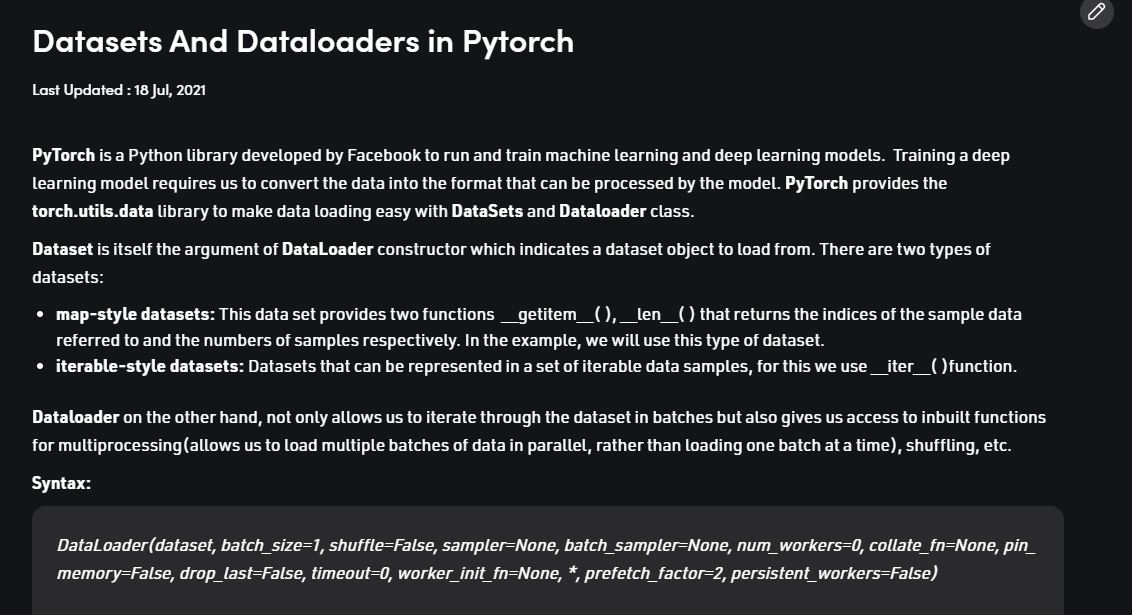 Datasets And Dataloaders in Pytorch
Last Updated : 18 Jul, 2021
PyTorch is a Python library developed by Facebook to run and train machine learning and deep learning models.  Training a deep
learning model requires us to convert the data into the format that can be processed by the model. PyTorch provides the
torch.utils.data library to make data loading easy with DataSets and Dataloader class.
Dataset is itself the argument of DataLoader constructor which indicates a dataset object to load from. There are two types of
datasets:
• map-style datasets: This data set provides two functions  __getitem__( ), __len__( ) that returns the indices of the sample data
referred to and the numbers of samples respectively. In the example, we will use this type of dataset.
• iterable-style datasets: Datasets that can be represented in a set of iterable data samples, for this we use __iter__( )function.
Dataloader on the other hand, not only allows us to iterate through the dataset in batches but also gives us access to inbuilt functions
for multiprocessing(allows us to load multiple batches of data in parallel, rather than loading one batch at a time), shuffling, etc.
Syntax:
DataLoader(dataset, batch_size=1, shuffle=False, sampler=None, batch_sampler=None, num_workers=0, collate_fn=None, pin_
memory=False, drop_last=False, timeout=0, worker_init_fn=None, *, prefetch_factor=2, persistent_workers=False)